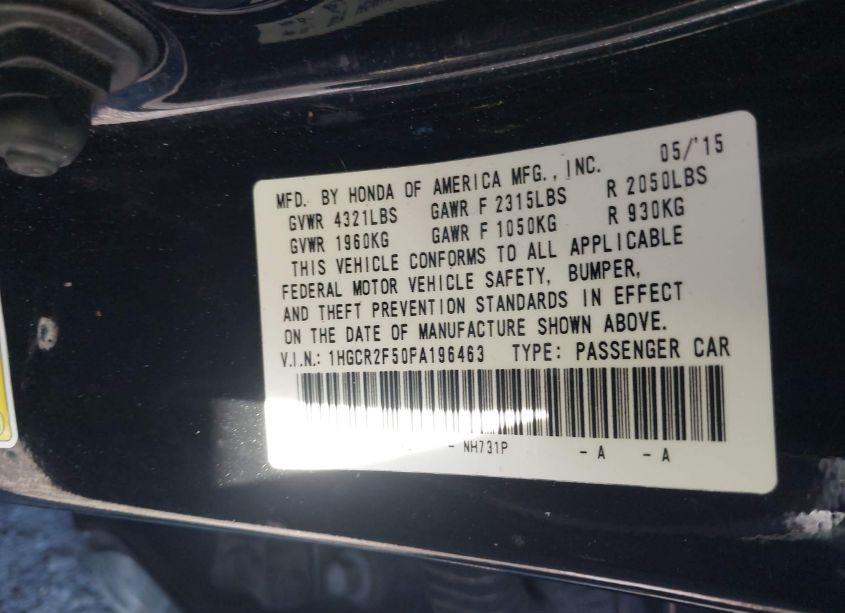 MFD. BY HONDA OF AMERICA MFG., INC. 05/'15
GVWR 4321LBS GAWR F 2315LBS R 2050LBS
GVWR 1960KG GAWR F 1050KG R 930KG
THIS VEHICLE CONFORMS TO ALL APPLICABLE
FEDERAL MOTOR VEHICLE SAFETY, BUMPER,
AND THEFT PREVENTION STANDARDS IN EFFECT
ON THE DATE OF MANUFACTURE SHOWN ABOVE.
V.I.N.: 1HGCR2F50FA196463 TYPE: PASSENGER CAR
- NH731P - A - A